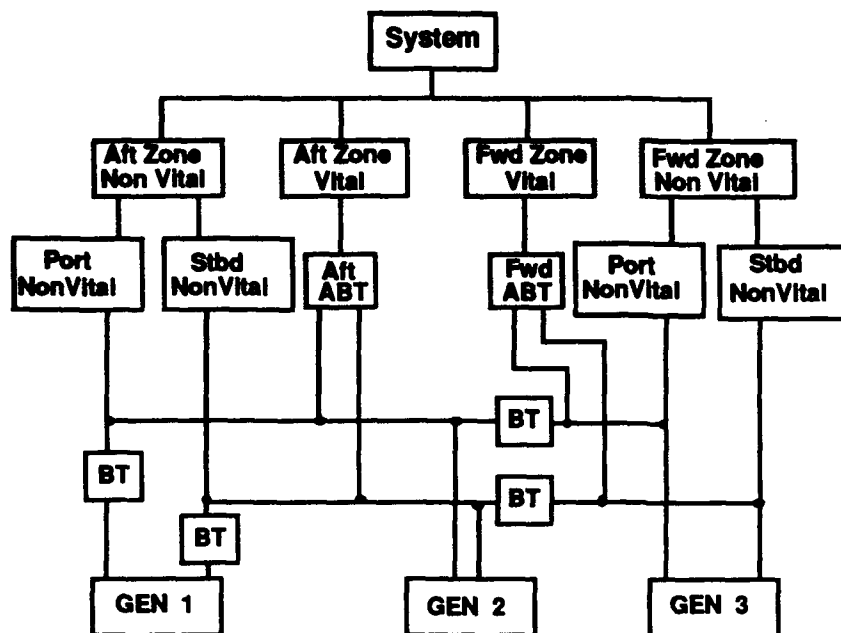 System
Aft Zone
Non Vital
Aft Zone
Vital
Fwd Zone
Vital
Fwd Zone
Non Vital
Port
NonVital
Stbd
NonVital
Aft
ABT
Fwd
ABT
Port
NonVital
Stbd
NonVital
BT
BT
BT
BT
GEN 1
GEN 2
GEN 3